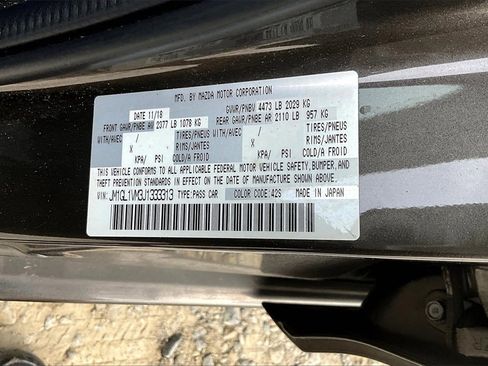 MFD. BY MAZDA MOTOR CORPORATION
DATE 11/18 GVWR/PNBV 4473 LB 2029 KG
FRONT GAWR/PNBE AV 2377 LB 1078 KG REAR GAWR/PNBE AR 2110 LB 957 KG
WITH/AVEC / TIRES/PNEUS WITH/AVEC / TIRES/PNEUS
X RIMS/JANTES X RIMS/JANTES
KPA/ PSI COLD/A FROID KPA/ PSI COLD/A FROID
THIS VEHICLE CONFORMS TO ALL APPLICABLE FEDERAL MOTOR VEHICLE SAFETY, BUMPER, AND
THEFT PREVENTION STANDARDS IN EFFECT ON THE DATE OF MANUFACTURE SHOWN ABOVE.
VIN: JM1GL1VM3J1333313 TYPE:PASS CAR COLOR CODE: 42S MADE IN JAPAN